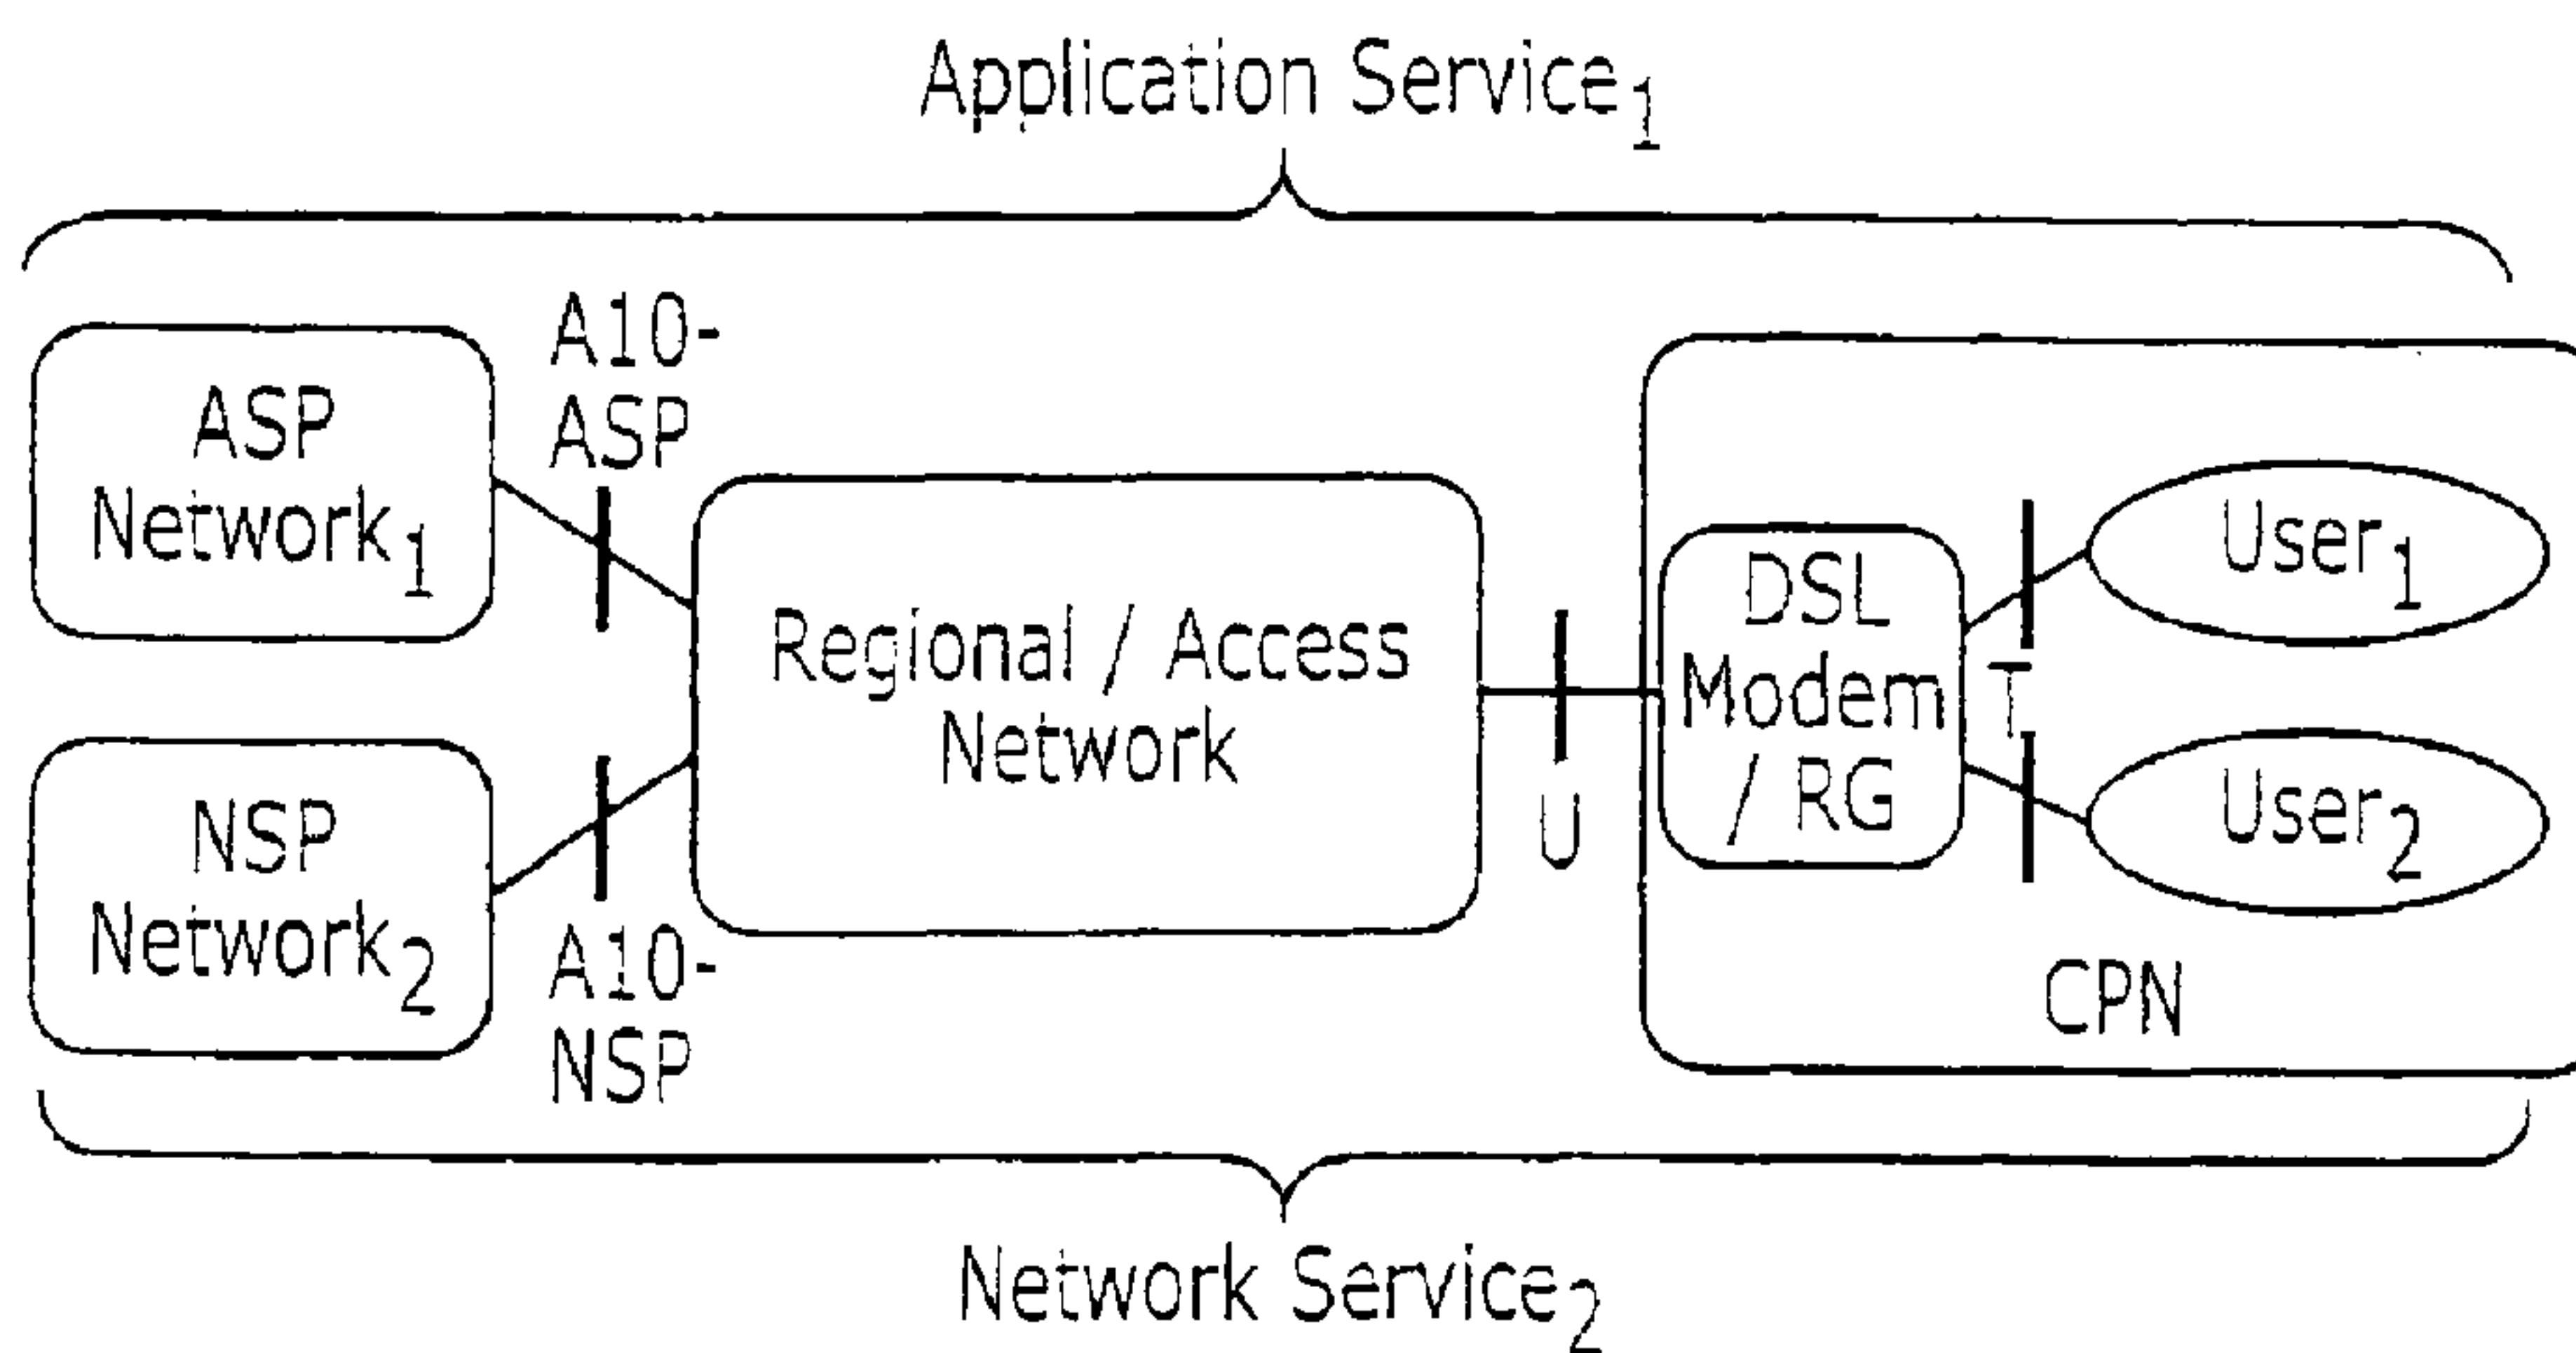 Application Service₁
A10-
ASP
ASP
Network₁
Regional / Access
Network
NSP
Network₂
A10-
NSP
U
DSL
Modem
/ RG
T
User₁
User₂
CPN
Network Service₂